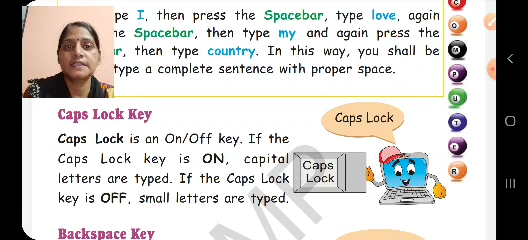 pe I, then press the Spacebar, type love, again
he Spacebar, then type my and again press the
ar, then type country. In this way, you shall be
type a complete sentence with proper space.
Caps Lock Key
Caps Lock is an On/Off key. If the
Caps Lock key is ON, capital
letters are typed. If the Caps Lock
key is OFF, small letters are typed.
Caps Lock
Caps
Lock
Backspace Key
C
O
M
P
U
T
E
R